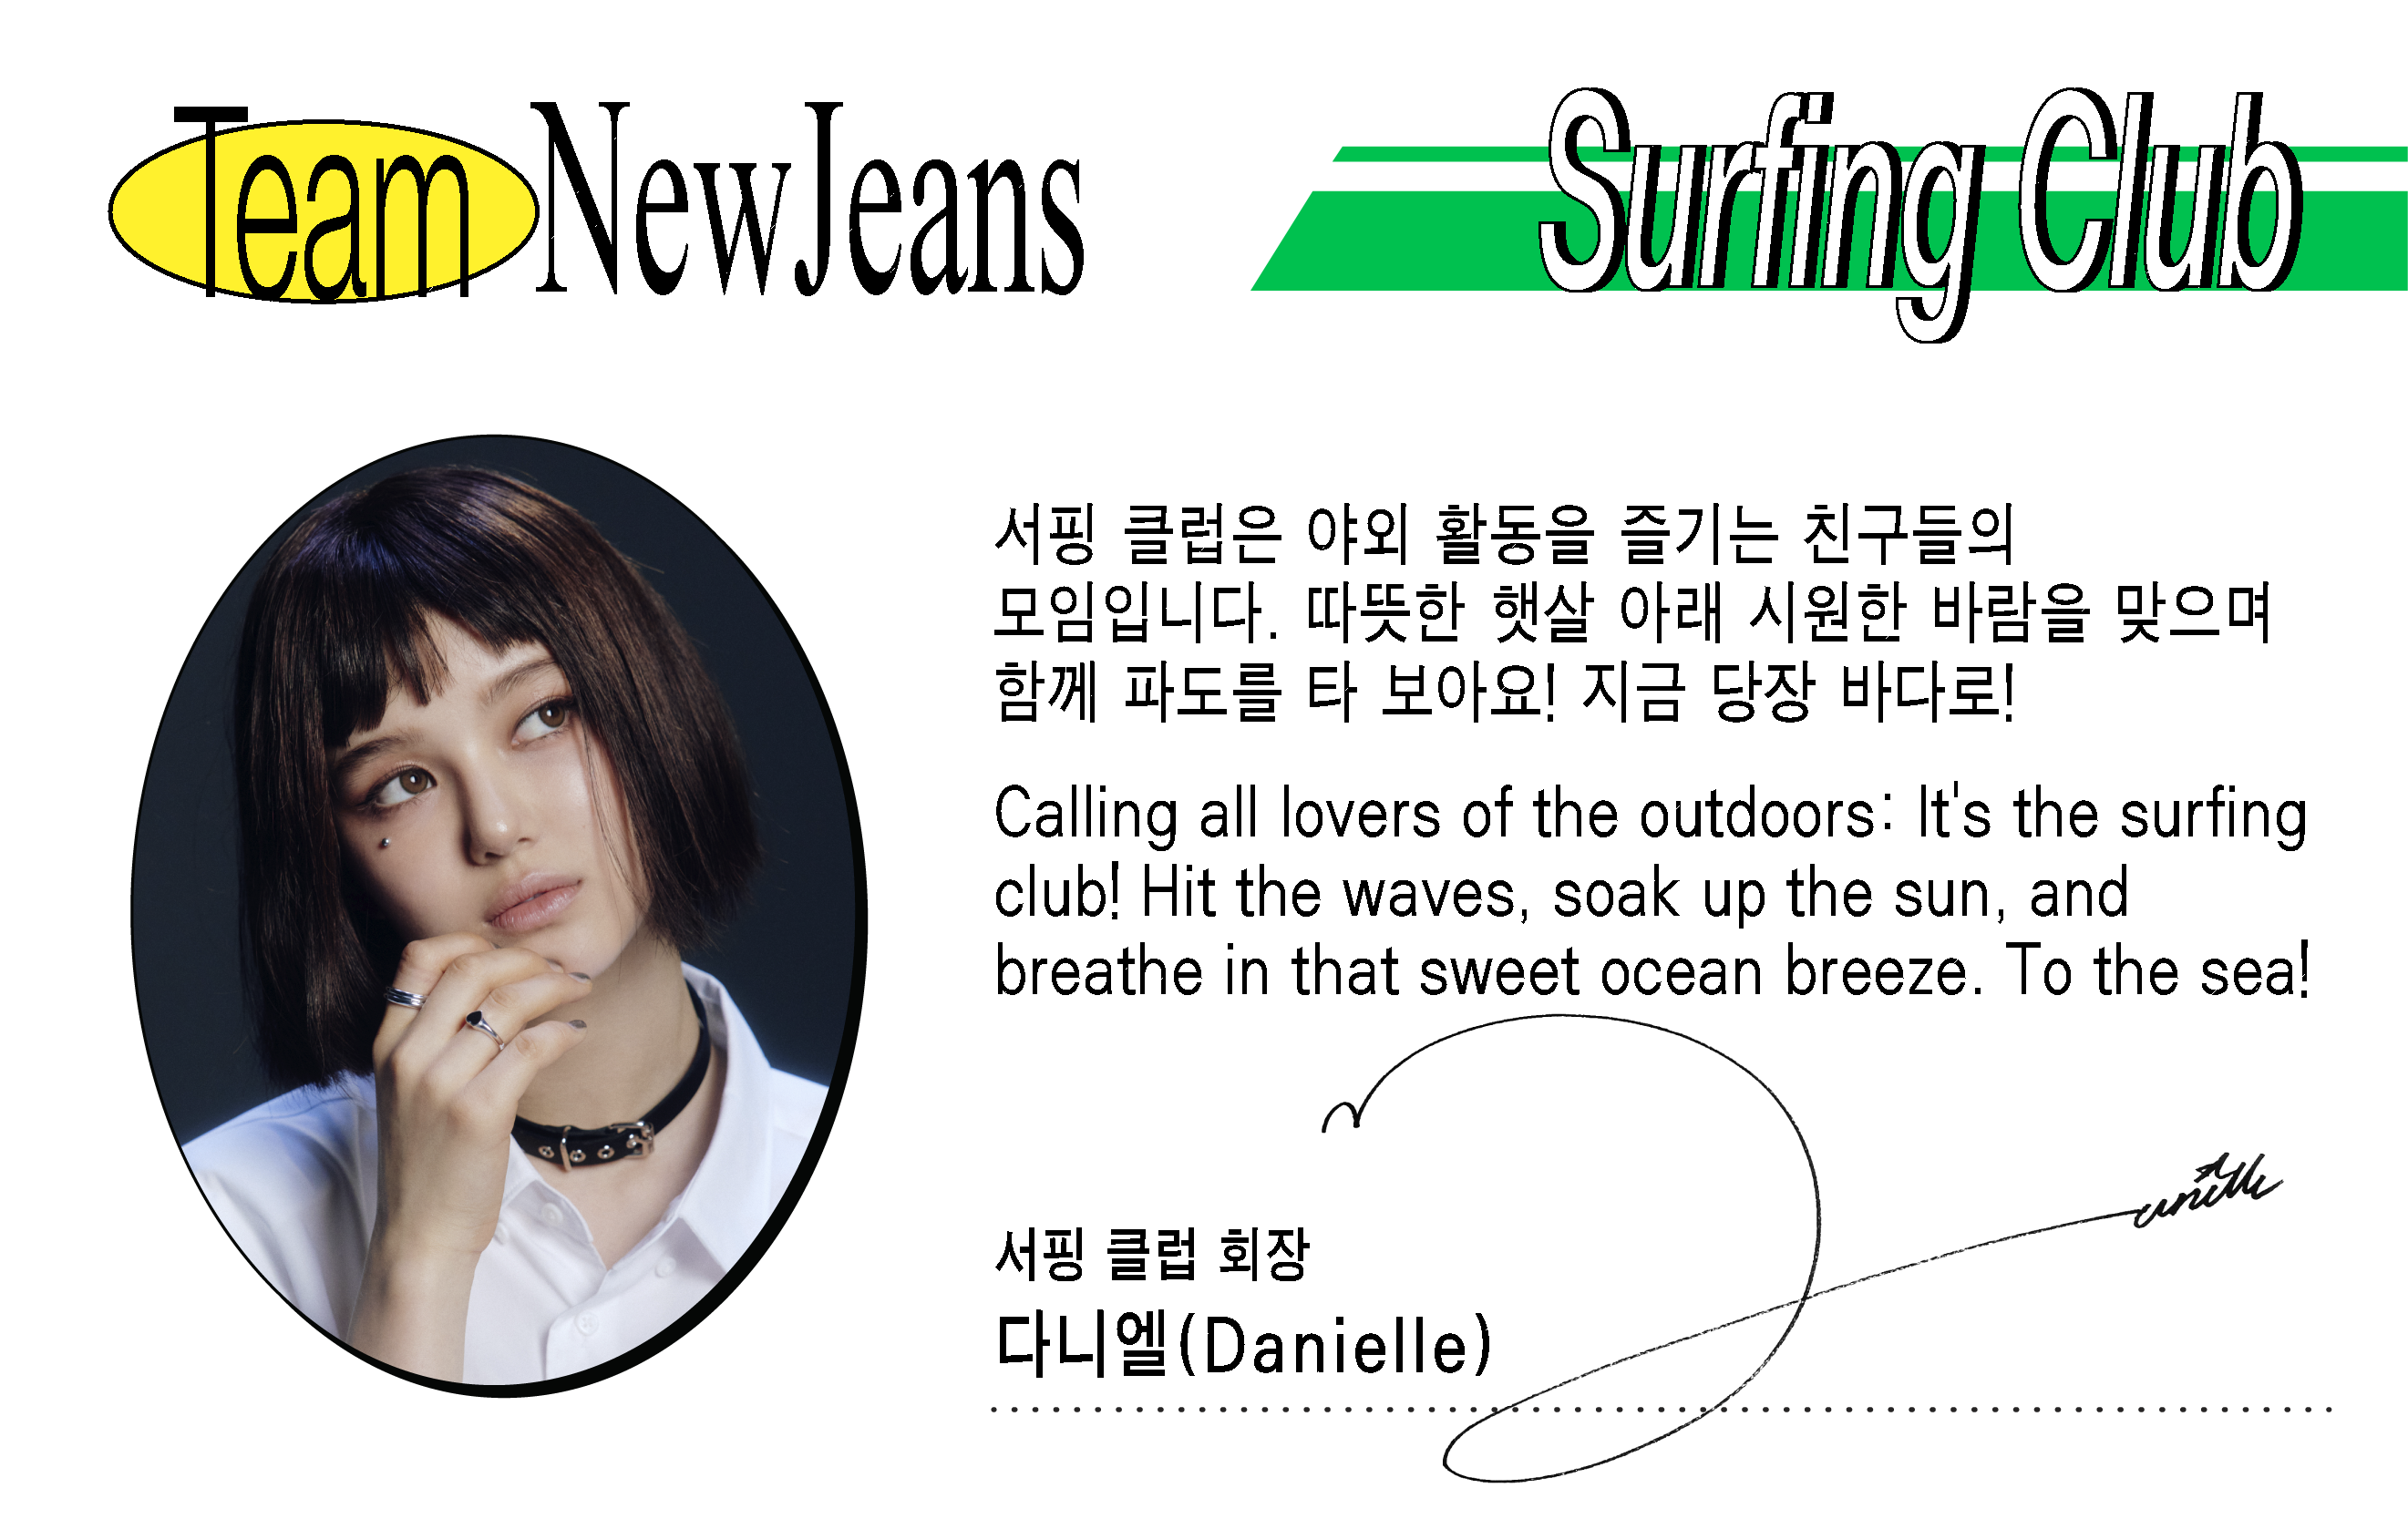 Team NewJeans
Surfing Club
서핑 클럽은 야외 활동을 즐기는 친구들의
모임입니다. 따뜻한 햇살 아래 시원한 바람을 맞으며
함께 파도를 타 보아요! 지금 당장 바다로!
Calling all lovers of the outdoors: It's the surfing
club! Hit the waves, soak up the sun, and
breathe in that sweet ocean breeze. To the sea!
서핑 클럽 회장
다니엘(Danielle)